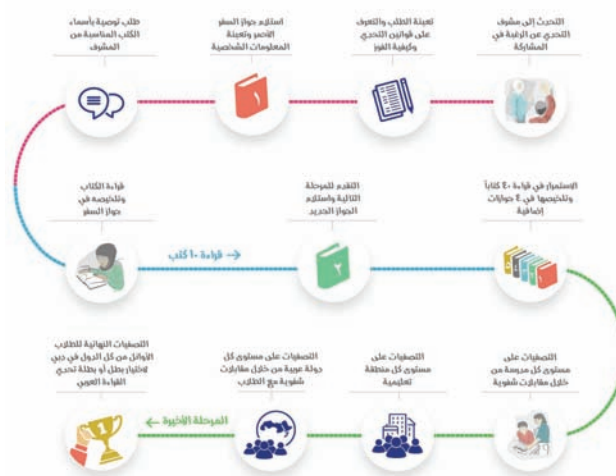 التحدث إلى مشرف
التحدي عن الرغبة في
المشاركة
تعبئة الطلب والتعرف
على قوانين التحدي
وكيفية الفوز
استلام جواز السفر
الأحمر وتعبئة
المعلومات الشخصية
١
طلب توصية بأسماء
الكتب المناسبة من
المشرف
قراءة الكتاب
وتلخيصه في
جواز السفر
قراءة ١٠ كتب
التقدم للمرحلة
التالية واستلام
الجواز الجديد
٢
الاستمرار في قراءة ٤٠ كتاباً
وتلخيصها في ٤ جوازات
إضافية
التصفيات على
مستوى كل مدرسة من
خلال مقابلات شفوية
التصفيات على
مستوى كل منطقة
تعليمية
التصفيات على مستوى كل
دولة عربية من خلال مقابلات
شفوية مع الطلاب
المرحلة الأخيرة
التصفيات النهائية للطلاب
الأوائل من كل الدول في دبي
لاختيار بطل أو بطلة تحدي
القراءة العربي
1